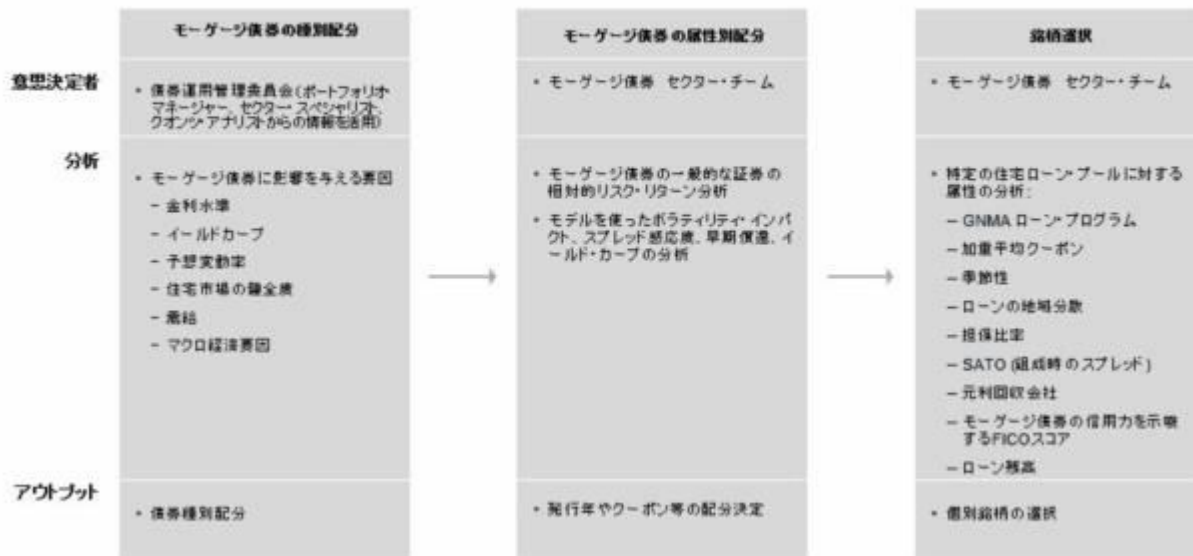 モーゲージ債券の種別配分
モーゲージ債券の属性別配分
銘柄選択
意思決定者
• 債券運用管理委員会(ポートフォリオ・
マネージャー、セクター・スペシャリスト、
クオンツ・アナリストからの情報を活用)
• モーゲージ債券 セクター・チーム
• モーゲージ債券 セクター・チーム
分析
• モーゲージ債券に影響を与える要因
− 金利水準
− イールドカーブ
− 予想変動率
− 住宅市場の健全度
− 需給
− マクロ経済要因
• モーゲージ債券の一般的な証券の
相対的リスク・リターン分析
• モデルを使ったボラティリティ・インパ
クト、スプレッド感応度、早期償還、イ
ールド・カーブの分析
• 特定の住宅ローン・プールに対する
属性の分析:
− GNMA ローン・プログラム
− 加重平均クーポン
− 季節性
− ローンの地域分散
− 担保比率
− SATO (組成時のスプレッド)
− 元利回収会社
− モーゲージ債券の信用力を示唆
するFICOスコア
− ローン残高
アウトプット
• 債券種別配分
• 発行年やクーポン等の配分決定
• 個別銘柄の選択